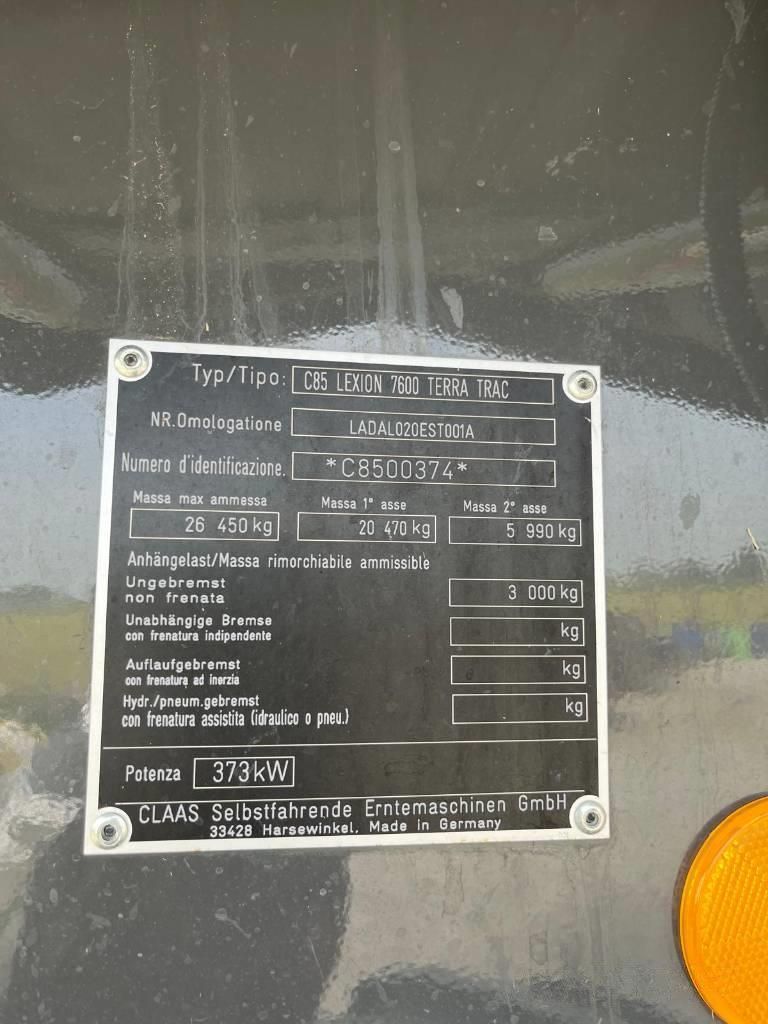 Typ/Tipo: C85 LEXION 7600 TERRA TRAC
NR.Omologatione LADAL020EST001A
Numero d'identificazione. *C8500374*
Massa max ammessa Massa 1° asse Massa 2° asse
26 450 kg 20 470 kg 5 990 kg
Anhängelast/Massa rimorchiabile ammissible
Ungebremst
non frenata 3 000 kg
Unabhängige Bremse
con frenatura indipendente kg
Auflaufgebremst
con frenatura ad inerzia kg
Hydr./pneum.gebremst
con frenatura assistita (idraulico o pneu.) kg
Potenza 373kW
CLAAS Selbstfahrende Erntemaschinen GmbH
33428 Harsewinkel, Made in Germany